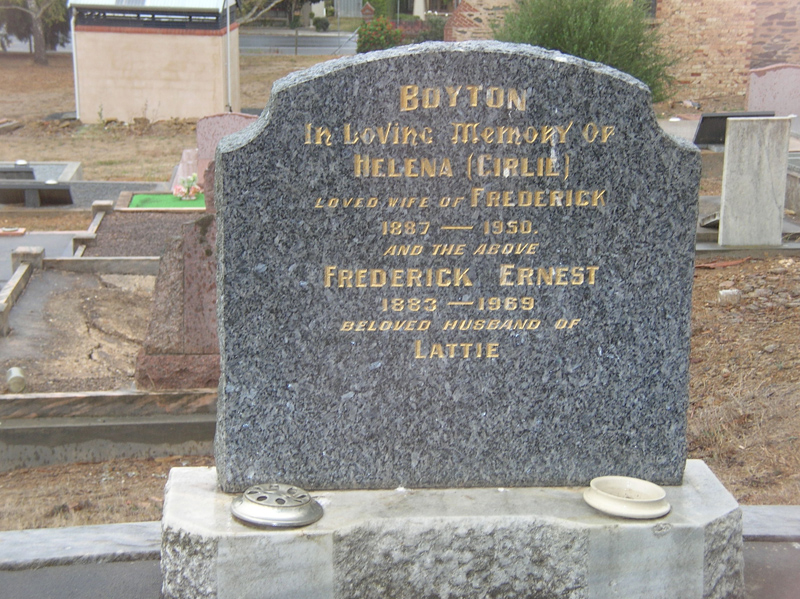 BOYTON
In Loving Memory Of
HELENA (CIRLIE)
LOVED WIFE OF FREDERICK
1887 — 1950.
AND THE ABOVE
FREDERICK ERNEST
1883 — 1969
BELOVED HUSBAND OF
LATTIE